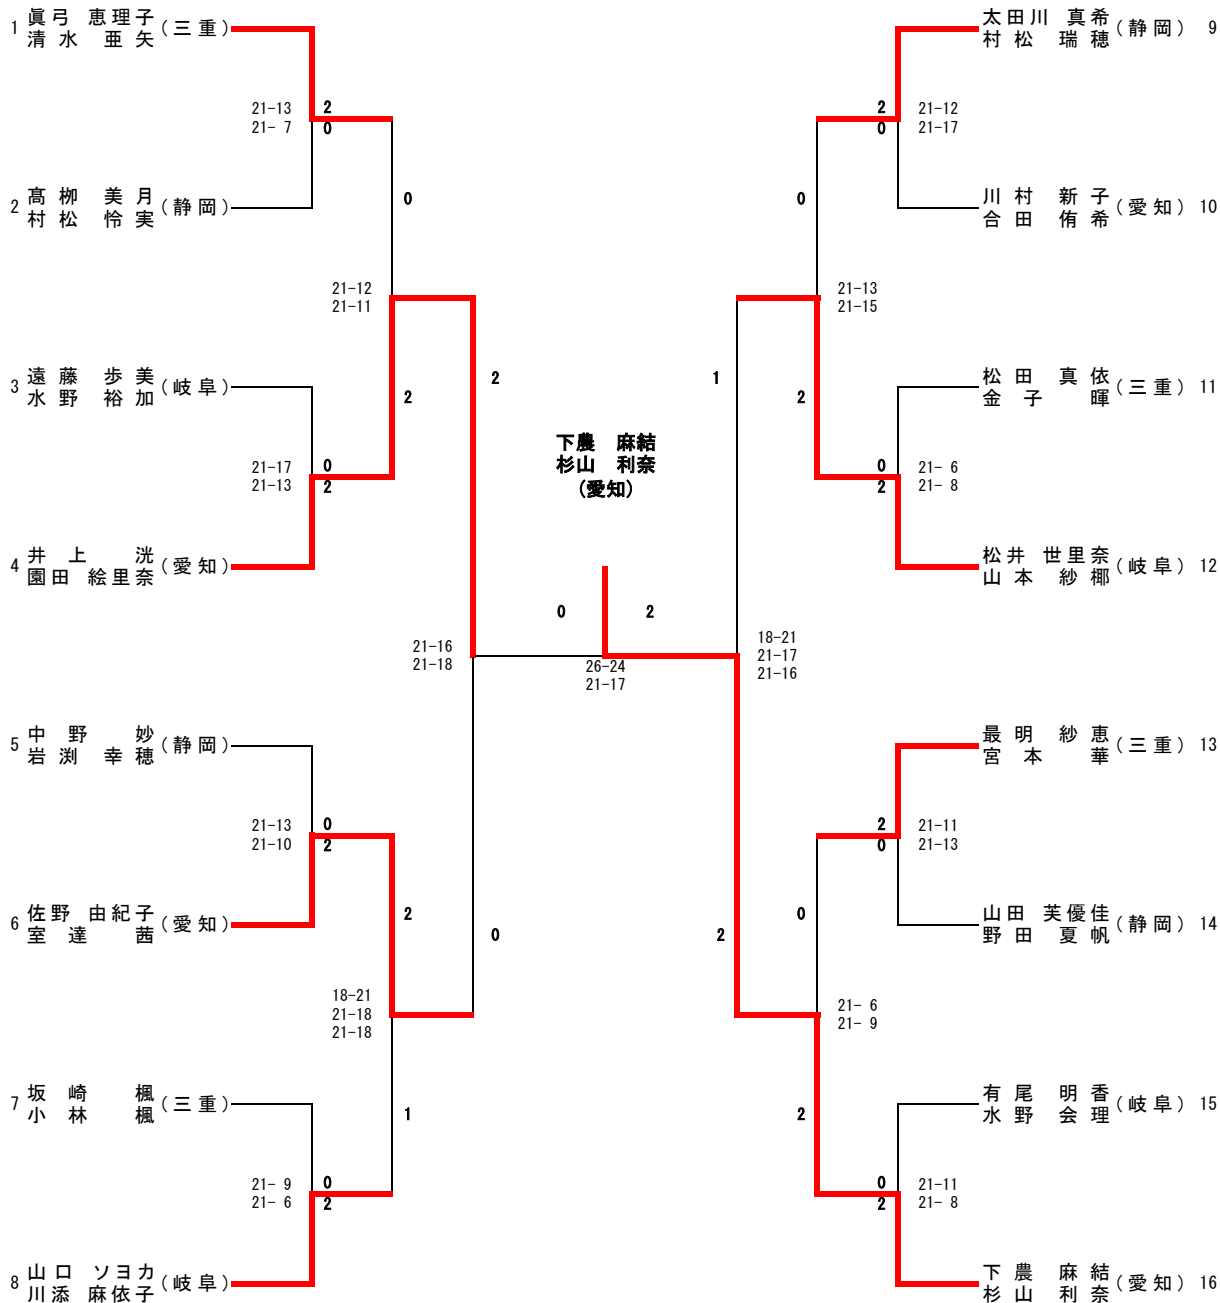 1 眞弓 恵理子 (三重)
清水 亜矢
21-13 2
21- 7 0
2 髙栁 美月 (静岡)
村松 怜実
0
21-12
21-11
3 遠藤 歩美 (岐阜)
水野 裕加
2
2
21-17 0
21-13 2
4 井上 洸 (愛知)
園田 絵里奈
21-16
21-18
5 中野 妙 (静岡)
岩渕 幸穂
21-13 0
21-10 2
6 佐野 由紀子 (愛知)
室達 茜
2
0
18-21
21-18
21-18
7 坂崎 楓 (三重)
小林 楓
1
21- 9 0
21- 6 2
8 山口 ソヨカ (岐阜)
川添 麻依子
下農 麻結
杉山 利奈
(愛知)
0 2
26-24
21-17
太田川 真希 (静岡) 9
村松 瑞穂
2 21-12
0 21-17
川村 新子 (愛知) 10
合田 侑希
0
21-13
21-15
1
2
松田 真依 (三重) 11
金子 暉
0 21- 6
2 21- 8
松井 世里奈 (岐阜) 12
山本 紗椰
18-21
21-17
21-16
最明 紗恵 (三重) 13
宮本 華
2 21-11
0 21-13
山田 芙優佳 (静岡) 14
野田 夏帆
0
2
21- 6
21- 9
有尾 明香 (岐阜) 15
水野 会理
2
0 21-11
2 21- 8
下農 麻結 (愛知) 16
杉山 利奈